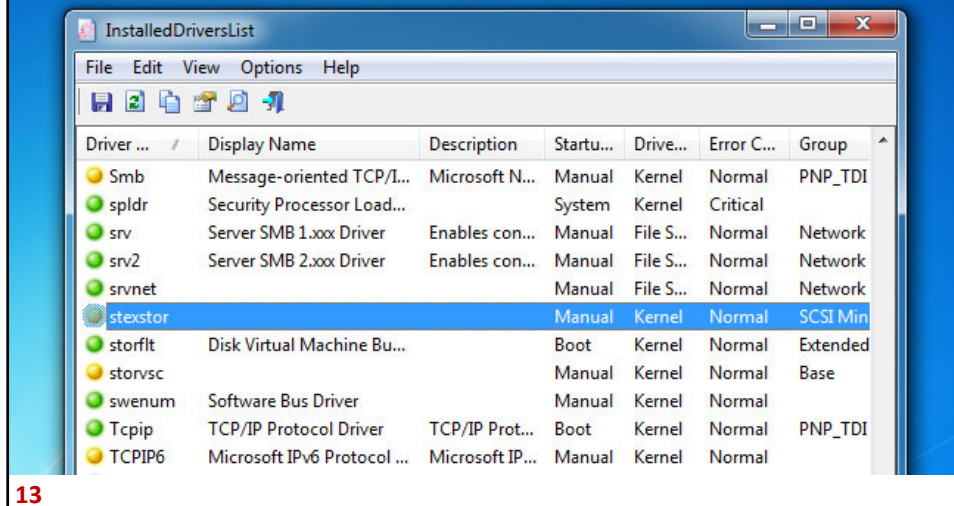 InstalledDriversList
File Edit View Options Help
Driver ... Display Name Description Startu... Drive... Error C... Group
Smb Message-oriented TCP/I... Microsoft N... Manual Kernel Normal PNP_TDI
spldr Security Processor Load... System Kernel Critical
srv Server SMB 1.xxx Driver Enables con... Manual File S... Normal Network
srv2 Server SMB 2.xxx Driver Enables con... Manual File S... Normal Network
srvnet Manual File S... Normal Network
stexstor Manual Kernel Normal SCSI Min
storflt Disk Virtual Machine Bu... Boot Kernel Normal Extended
storvsc Manual Kernel Normal Base
swenum Software Bus Driver Manual Kernel Normal
Tcpip TCP/IP Protocol Driver TCP/IP Prot... Boot Kernel Normal PNP_TDI
TCPIP6 Microsoft IPv6 Protocol ... Microsoft IP... Manual Kernel Normal
13